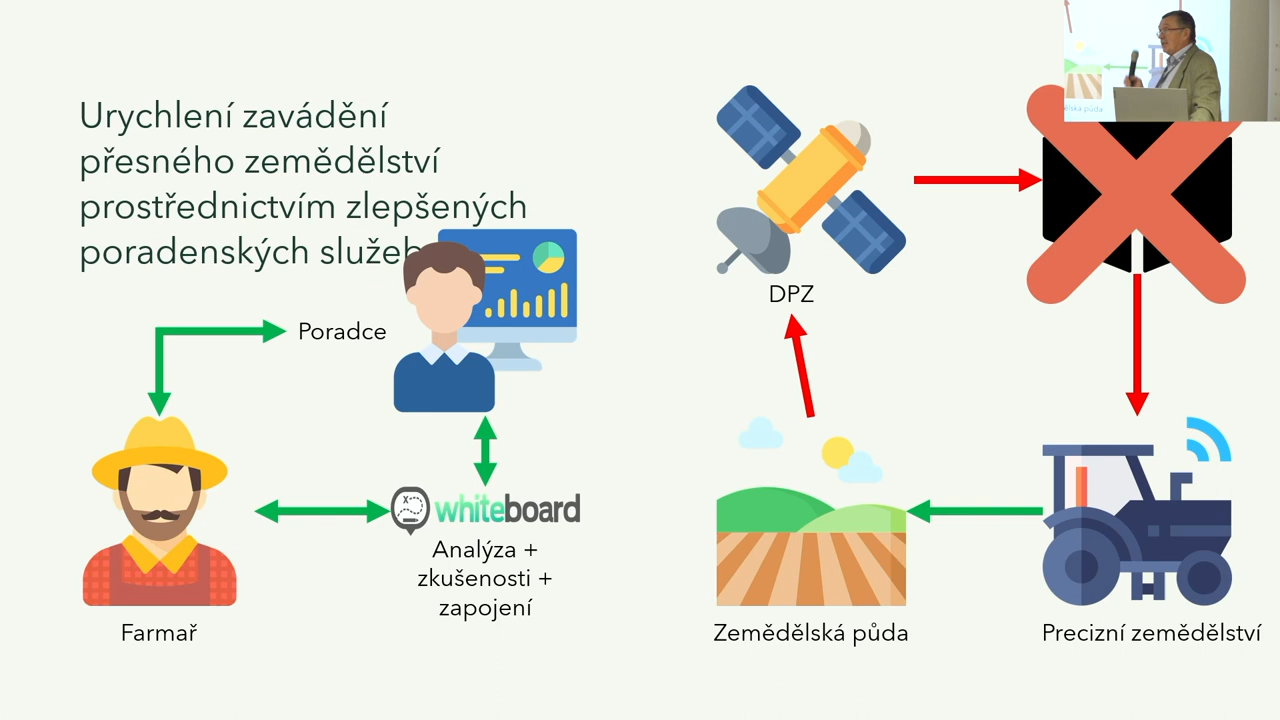 Urychlení zavádění
přesného zemědělství
prostřednictvím zlepšených
poradenských služeb
Poradce
DPZ
whiteboard
Analýza +
zkušenosti +
zapojení
Farmař
Zemědělská půda
Precizní zemědělství